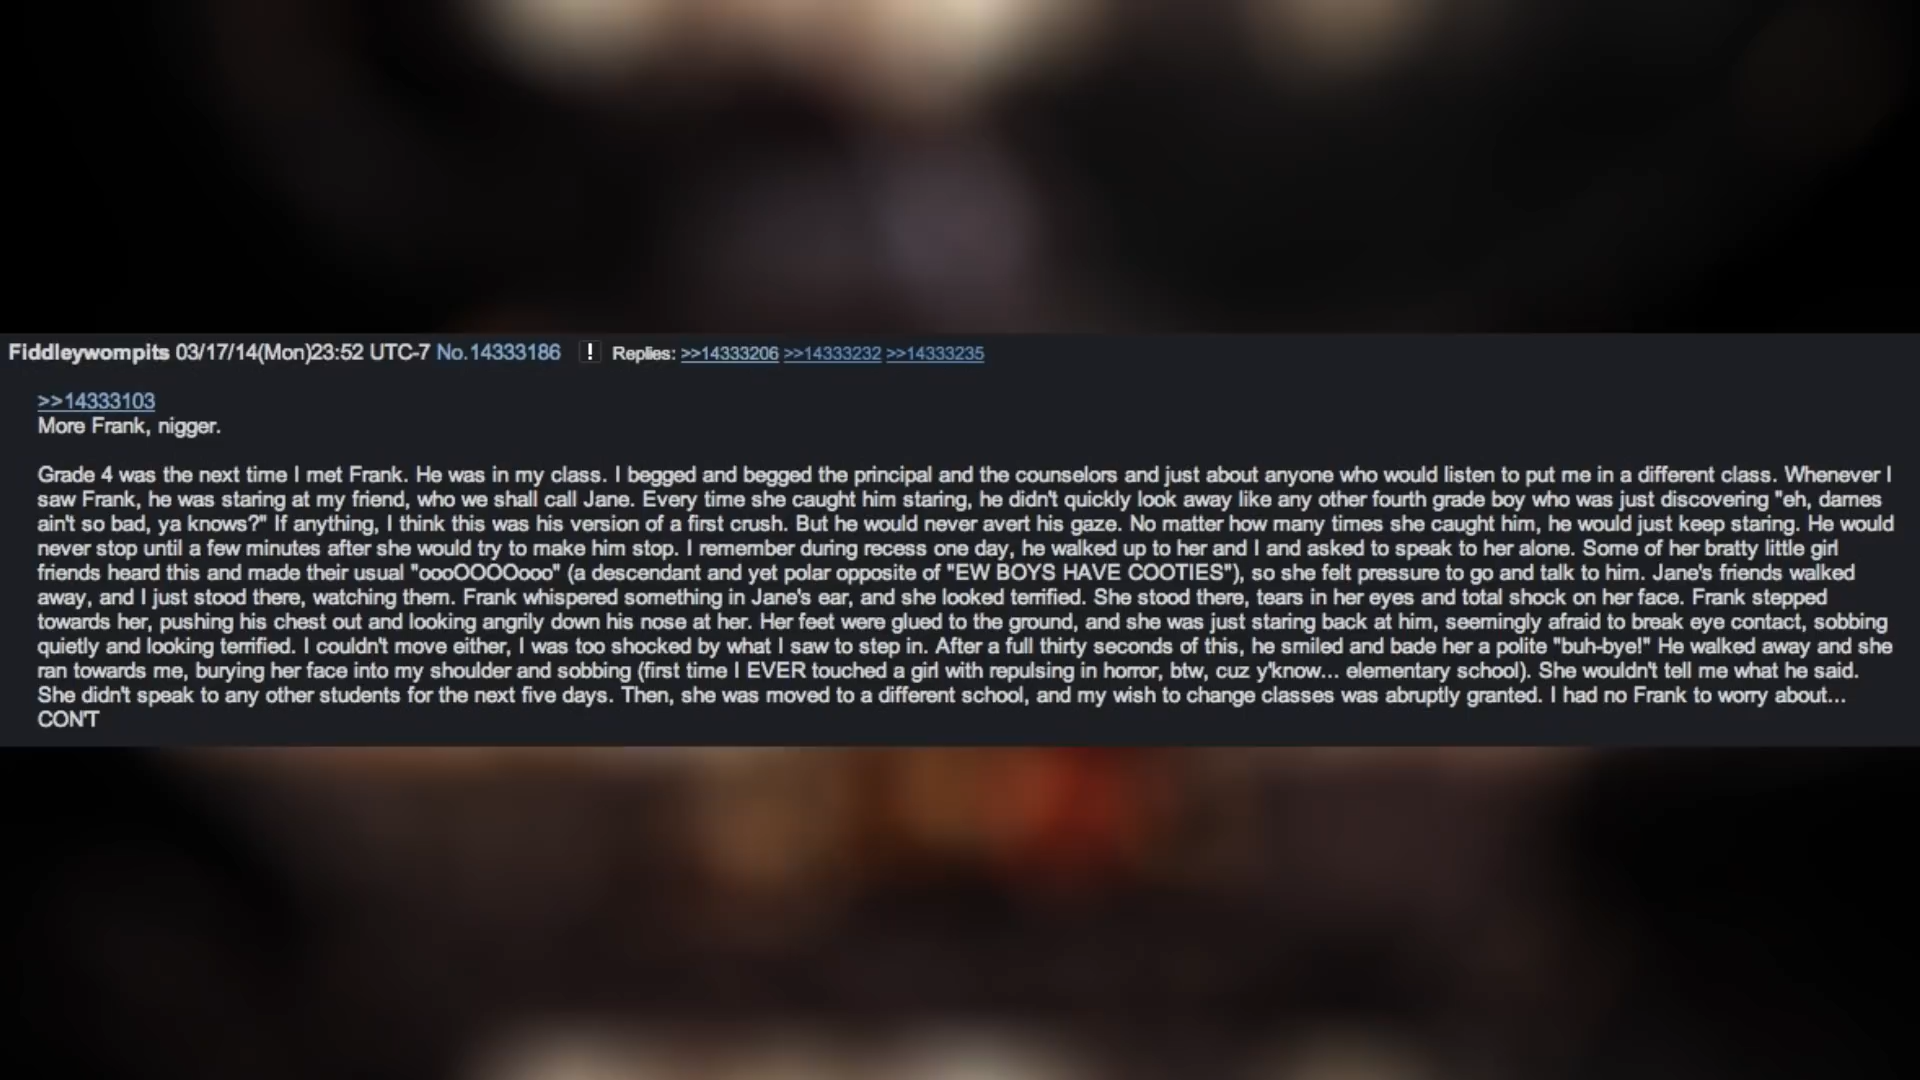 Fiddleywompits 03/17/14(Mon)23:52 UTC-7 No.14333186 ! Replies: >>14333206 >>14333232 >>14333235
>>14333103
More Frank, nigger.
Grade 4 was the next time I met Frank. He was in my class. I begged and begged the principal and the counselors and just about anyone who would listen to put me in a different class. Whenever I
saw Frank, he was staring at my friend, who we shall call Jane. Every time she caught him staring, he didn't quickly look away like any other fourth grade boy who was just discovering "eh, dames
ain't so bad, ya knows?" If anything, I think this was his version of a first crush. But he would never avert his gaze. No matter how many times she caught him, he would just keep staring. He would
never stop until a few minutes after she would try to make him stop. I remember during recess one day, he walked up to her and I and asked to speak to her alone. Some of her bratty little girl
friends heard this and made their usual "oooOOOOooo" (a descendant and yet polar opposite of "EW BOYS HAVE COOTIES"), so she felt pressure to go and talk to him. Jane's friends walked
away, and I just stood there, watching them. Frank whispered something in Jane's ear, and she looked terrified. She stood there, tears in her eyes and total shock on her face. Frank stepped
towards her, pushing his chest out and looking angrily down his nose at her. Her feet were glued to the ground, and she was just staring back at him, seemingly afraid to break eye contact, sobbing
quietly and looking terrified. I couldn't move either, I was too shocked by what I saw to step in. After a full thirty seconds of this, he smiled and bade her a polite "buh-bye!" He walked away and she
ran towards me, burying her face into my shoulder and sobbing (first time I EVER touched a girl with repulsing in horror, btw, cuz y'know... elementary school). She wouldn't tell me what he said.
She didn't speak to any other students for the next five days. Then, she was moved to a different school, and my wish to change classes was abruptly granted. I had no Frank to worry about...
CON'T